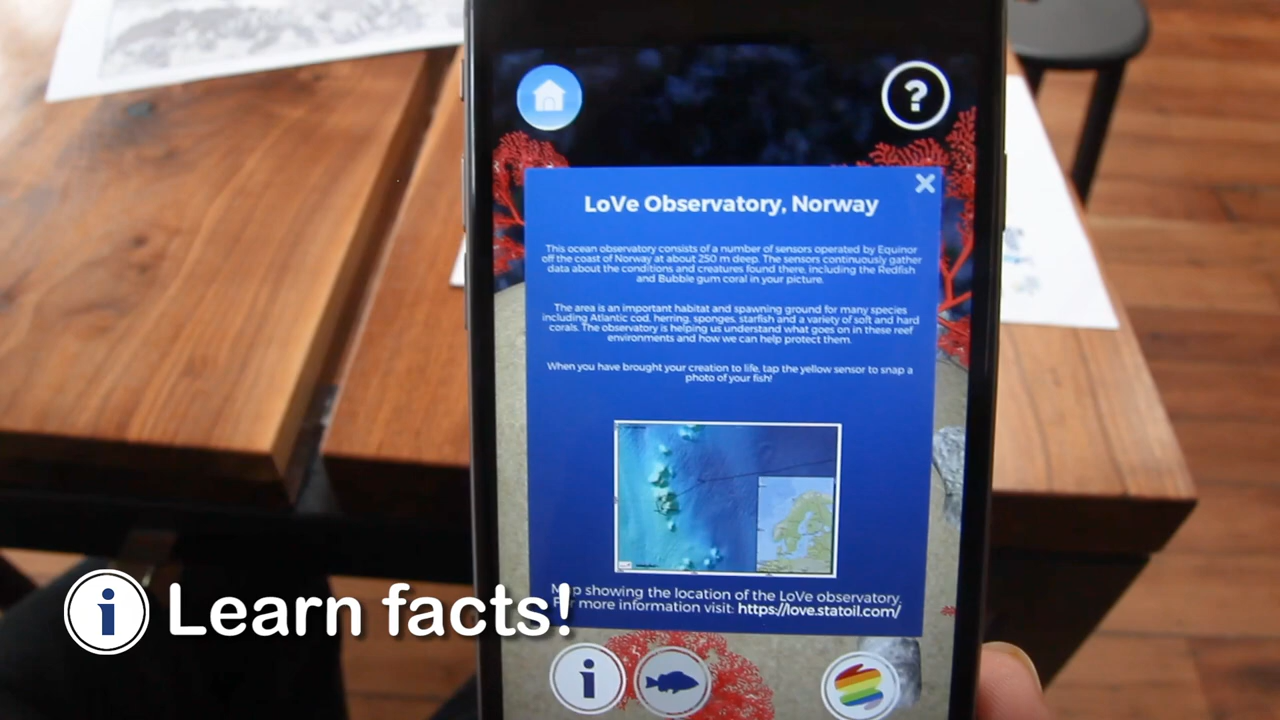 ?
LoVe Observatory, Norway
This ocean observatory consists of a number of sensors operated by Equinor
off the coast of Norway at about 250 m deep. The sensors continuously gather
data about the conditions and creatures found there, including the Redfish
and Bubble gum coral in your picture.
The area is an important habitat and spawning ground for many species
including Atlantic cod, herring, sponges, starfish and a variety of soft and hard
corals. The observatory is helping us understand what goes on in these reef
environments and how we can help protect them.
When you have brought your creation to life, tap the yellow sensor to snap a
photo of your fish!
Map showing the location of the LoVe observatory.
For more information visit: https://love.statoil.com/
i Learn facts!
i